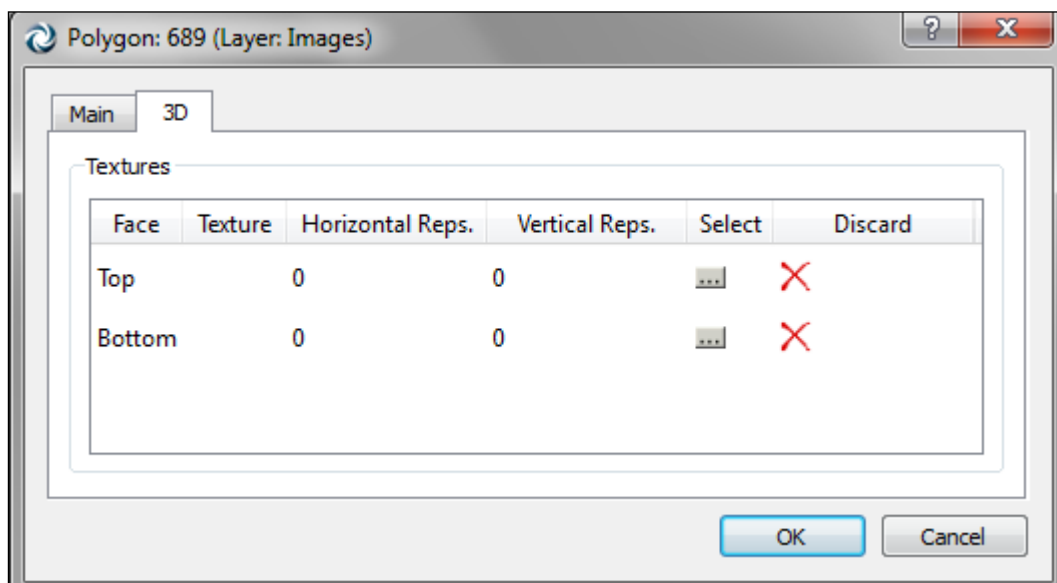 Polygon: 689 (Layer: Images)
Main 3D
Textures
Face Texture Horizontal Reps. Vertical Reps. Select Discard
Top 0 0 ...
Bottom 0 0 ...
OK Cancel